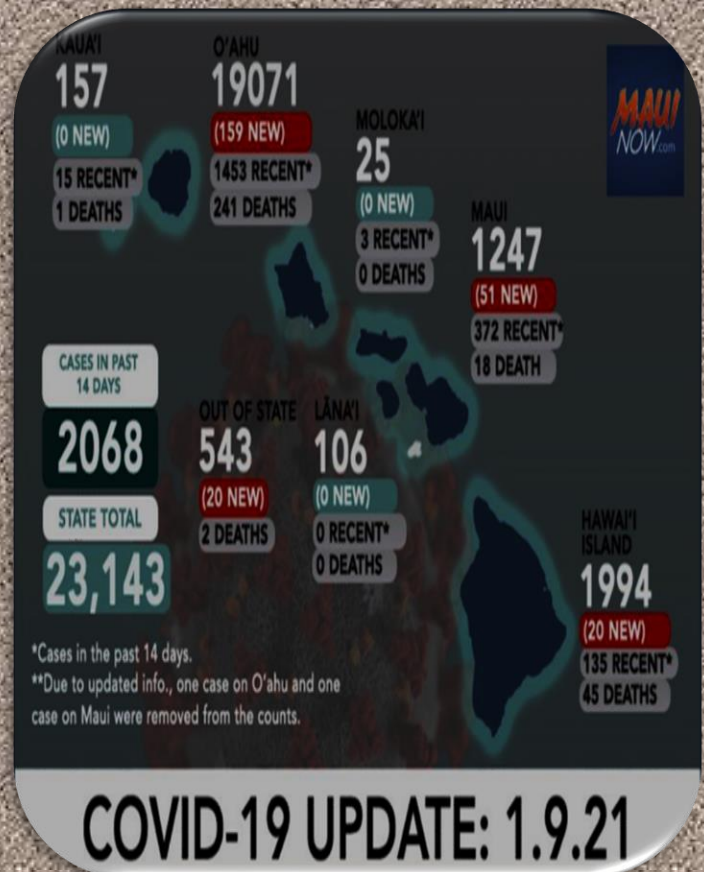 KAUA'I
157
(0 NEW)
15 RECENT*
1 DEATHS
O'AHU
19071
(159 NEW)
1453 RECENT*
241 DEATHS
MOLOKA'I
25
(0 NEW)
3 RECENT*
0 DEATHS
MAUI
NOW.com
MAUI
1247
(51 NEW)
372 RECENT*
18 DEATH
CASES IN PAST
14 DAYS
2068
STATE TOTAL
23,143
OUT OF STATE
543
(20 NEW)
2 DEATHS
LĀNA'I
106
(0 NEW)
0 RECENT*
0 DEATHS
HAWAI'I
ISLAND
1994
(20 NEW)
135 RECENT*
45 DEATHS
*Cases in the past 14 days.
**Due to updated info., one case on O'ahu and one
case on Maui were removed from the counts.
COVID-19 UPDATE: 1.9.21